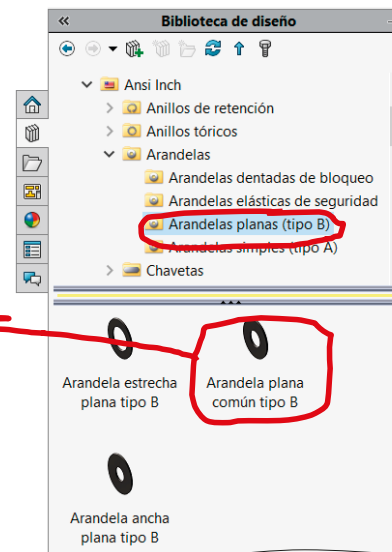 Biblioteca de diseño
Ansi Inch
Anillos de retención
Anillos tóricos
Arandelas
Arandelas dentadas de bloqueo
Arandelas elásticas de seguridad
Arandelas planas (tipo B)
Arandelas simples (tipo A)
Chavetas
Arandela estrecha
plana tipo B
Arandela plana
común tipo B
Arandela ancha
plana tipo B